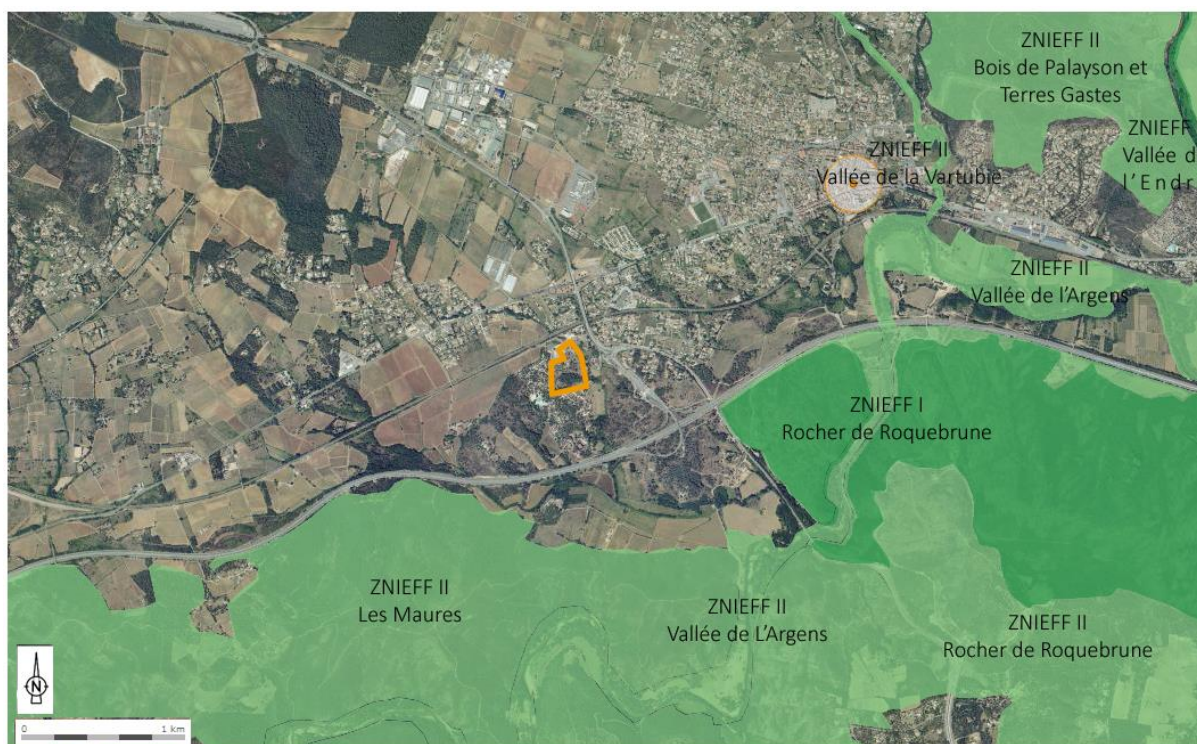 ZNIEFF II
Bois de Palayson et
Terres Gastes
ZNIEFF
Vallée d
l'Endr
ZNIEFF II
Vallée de la Vartubie
ZNIEFF II
Vallée de l'Argens
ZNIEFF I
Rocher de Roquebrune
ZNIEFF II
Les Maures
ZNIEFF II
Vallée de L'Argens
ZNIEFF II
Rocher de Roquebrune
N
0 1 km